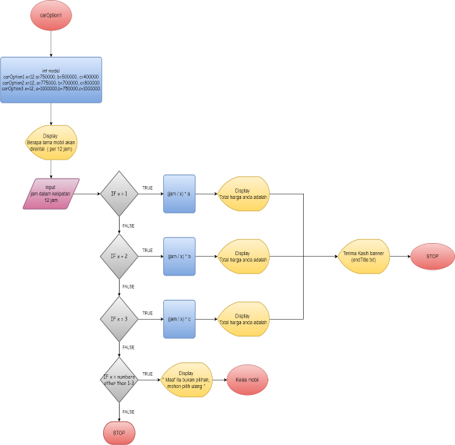 carOption1
int modal
carOption1 x=12 a=750000, b=500000, c=400000
carOption2 x=12, a=775000, b=700000, c=800000
carOption3 x=12, a=1000000,b=750000,c=1000000
Display
Berapa lama mobil akan
dirental ( per 12 jam)
input
jam dalam kelipatan
12 jam
IF x = 1
TRUE
(jam / x) * a
Display
Total harga anda adalah
FALSE
IF x = 2
TRUE
(jam / x) * b
Display
Total harga anda adalah
Terima Kasih banner
(endTitle.txt)
STOP
FALSE
IF x = 3
TRUE
(jam / x) * c
Display
Total harga anda adalah
FALSE
IF x = numbers
other than 1-3
TRUE
Display
" Maaf itu bukan pilihan,
mohon pilih ulang "
Kelas mobil
FALSE
STOP